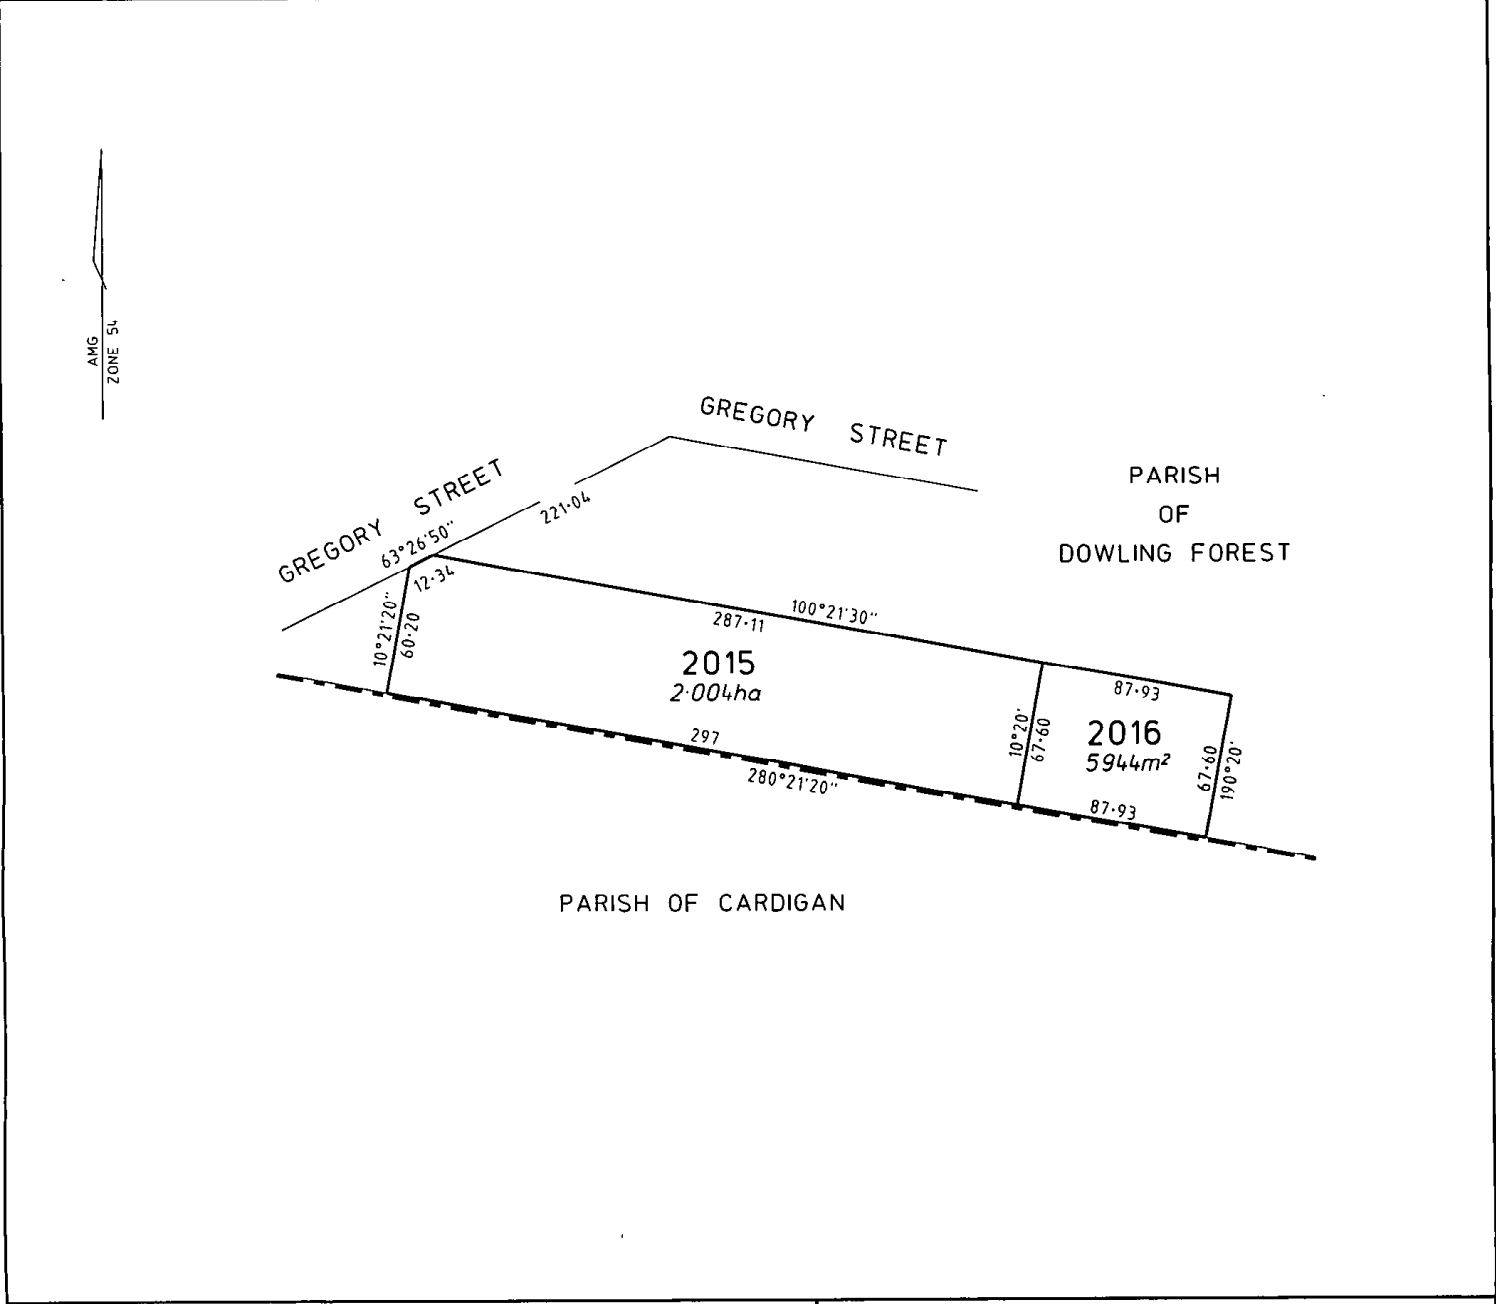 AMG
ZONE 54
GREGORY STREET
GREGORY STREET
PARISH
OF
DOWLING FOREST
221·04
63°26'50"
12·34
10°21'20"
60·20
100°21'30"
287·11
2015
2·004ha
87·93
10°20'
67·60
2016
5944m²
67·60
190°20'
297
280°21'20"
87·93
PARISH OF CARDIGAN